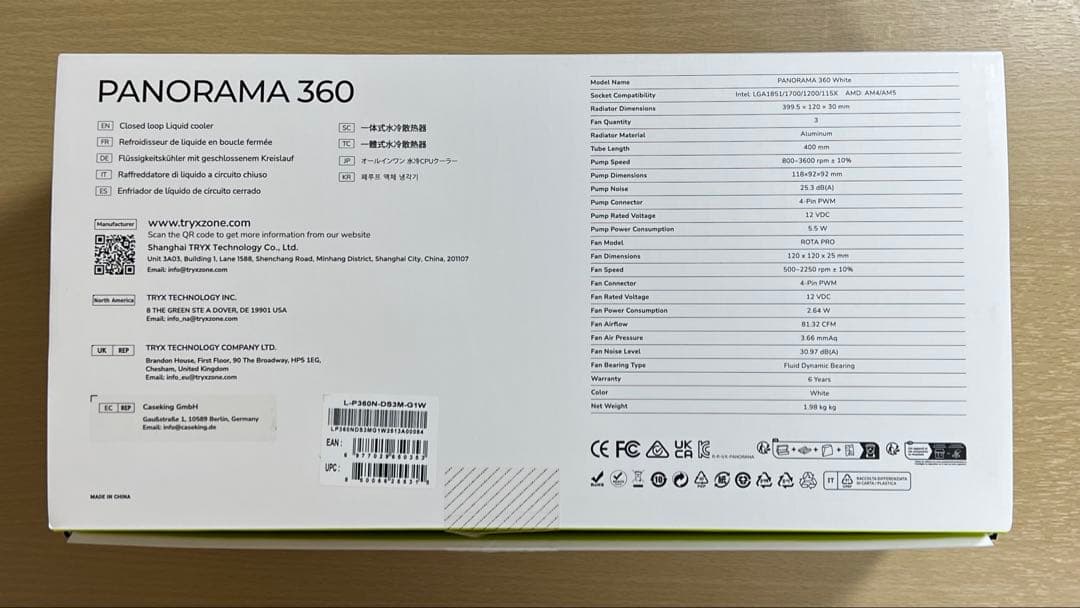 PANORAMA 360
EN Closed loop Liquid cooler
FR Refroidisseur de liquide en boucle fermée
DE Flüssigkeitskühler mit geschlossenem Kreislauf
IT Raffreddatore di liquido a circuito chiuso
ES Enfriador de líquido de circuito cerrado
SC 一体式水冷散热器
TC 一體式水冷散熱器
JP オールインワン 水冷CPUクーラー
KR 폐루프 액체 냉각기
Manufacturer www.tryxzone.com
Scan the QR code to get more information from our website
Shanghai TRYX Technology Co., Ltd.
Unit 3A03, Building 1, Lane 1588, Shenchang Road, Minhang District, Shanghai City, China, 201107
Email: info@tryxzone.com
North America TRYX TECHNOLOGY INC.
8 THE GREEN STE A DOVER, DE 19901 USA
Email: info_na@tryxzone.com
UK REP TRYX TECHNOLOGY COMPANY LTD.
Brandon House, First Floor, 90 The Broadway, HP5 1EG,
Chesham, United Kingdom
Email: info_eu@tryxzone.com
EC REP Caseking GmbH
Gaußstraße 1, 10589 Berlin, Germany
Email: info@caseking.de
L-P360N-DS3M-G1W
EAN:
UPC:
MADE IN CHINA
Model Name PANORAMA 360 White
Socket Compatibility Intel: LGA1851/1700/1200/115X AMD: AM4/AM5
Radiator Dimensions 399.5 × 120 × 30 mm
Fan Quantity 3
Radiator Material Aluminum
Tube Length 400 mm
Pump Speed 800-3600 rpm ± 10%
Pump Dimensions 118×92×92 mm
Pump Noise 25.3 dB(A)
Pump Connector 4-Pin PWM
Pump Rated Voltage 12 VDC
Pump Power Consumption 5.5 W
Fan Model ROTA PRO
Fan Dimensions 120 x 120 x 25 mm
Fan Speed 500-2250 rpm ± 10%
Fan Connector 4-Pin PWM
Fan Rated Voltage 12 VDC
Fan Power Consumption 2.64 W
Fan Airflow 81.32 CFM
Fan Air Pressure 3.66 mmAq
Fan Noise Level 30.97 dB(A)
Fan Bearing Type Fluid Dynamic Bearing
Warranty 6 Years
Color White
Net Weight 1.98 kg kg
CE FC UK CA
IT RACCOLTA DIFFERENZIATA
DI CARTA / PLASTICA